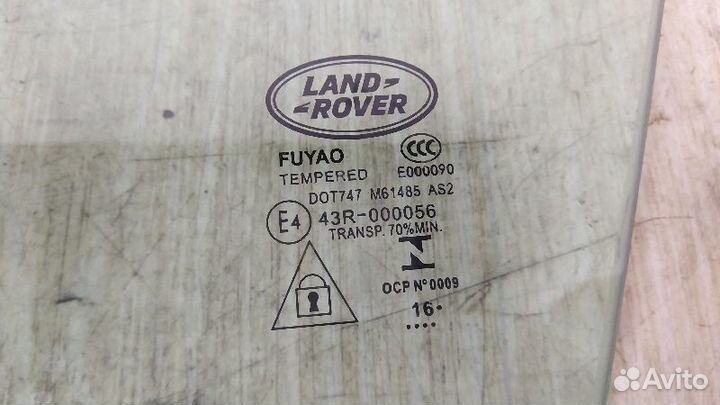 LAND
ROVER
FUYAO
CCC
TEMPERED E000090
DOT747 M61485 AS2
E4 43R-000056
TRANSP. 70%MIN.
OCP N°0009
16·
....
Avito